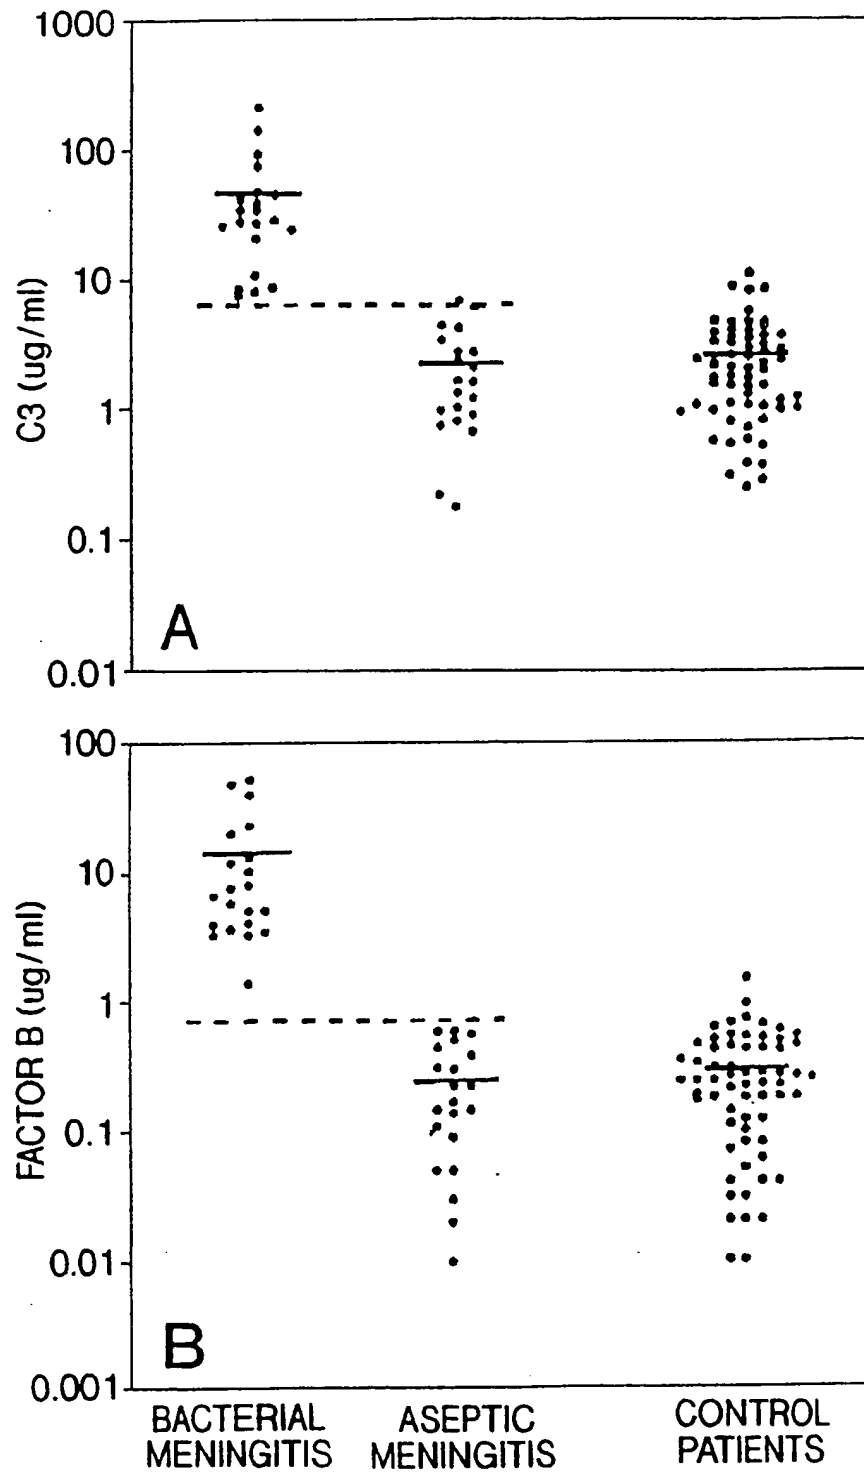 1000
100
10
1
0.1
0.01
C3 (ug/ml)
A
100
10
1
0.1
0.01
0.001
FACTOR B (ug/ml)
B
BACTERIAL
MENINGITIS
ASEPTIC
MENINGITIS
CONTROL
PATIENTS